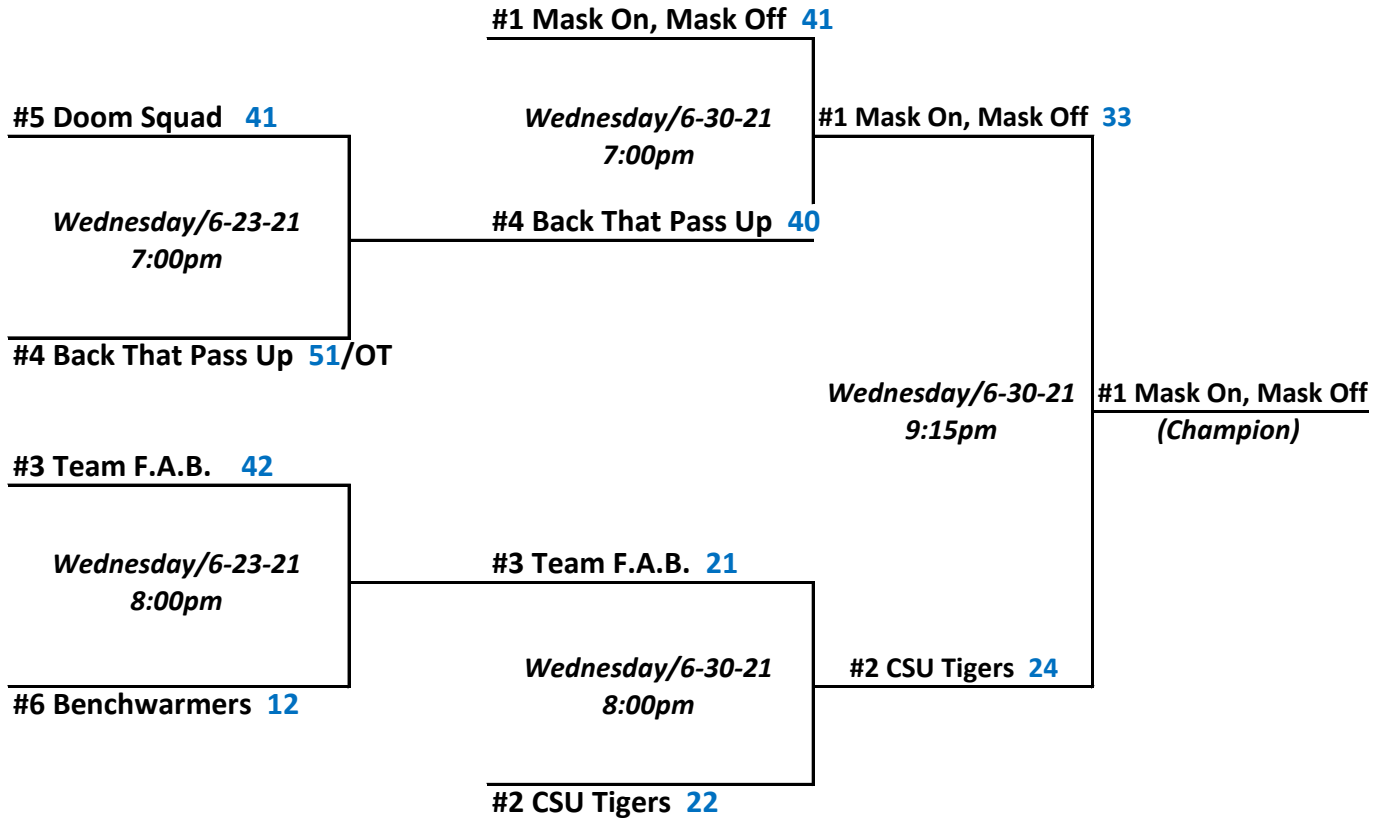 #1 Mask On, Mask Off 41
#5 Doom Squad 41
Wednesday/6-30-21
7:00pm
#1 Mask On, Mask Off 33
Wednesday/6-23-21
7:00pm
#4 Back That Pass Up 40
#4 Back That Pass Up 51/OT
Wednesday/6-30-21
9:15pm
#1 Mask On, Mask Off
(Champion)
#3 Team F.A.B. 42
Wednesday/6-23-21
8:00pm
#3 Team F.A.B. 21
#6 Benchwarmers 12
Wednesday/6-30-21
8:00pm
#2 CSU Tigers 24
#2 CSU Tigers 22